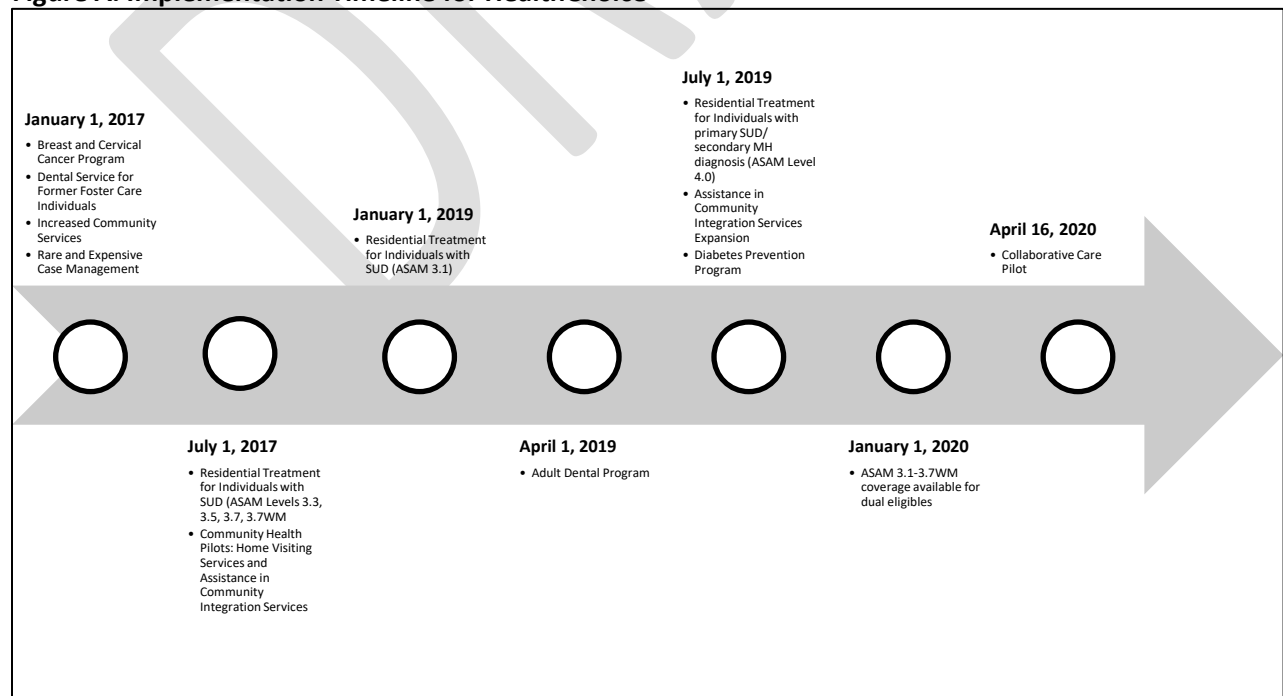 January 1, 2017
• Breast and Cervical
Cancer Program
• Dental Service for
Former Foster Care
Individuals
• Increased Community
Services
• Rare and Expensive
Case Management
July 1, 2017
• Residential Treatment
for Individuals with
SUD (ASAM Levels 3.3,
3.5, 3.7, 3.7WM
• Community Health
Pilots: Home Visiting
Services and
Assistance in
Community
Integration Services
January 1, 2019
• Residential Treatment
for Individuals with
SUD (ASAM 3.1)
April 1, 2019
• Adult Dental Program
July 1, 2019
• Residential Treatment
for Individuals with
primary SUD/
secondary MH
diagnosis (ASAM Level
4.0)
• Assistance in
Community
Integration Services
Expansion
• Diabetes Prevention
Program
January 1, 2020
• ASAM 3.1-3.7WM
coverage available for
dual eligibles
April 16, 2020
• Collaborative Care
Pilot